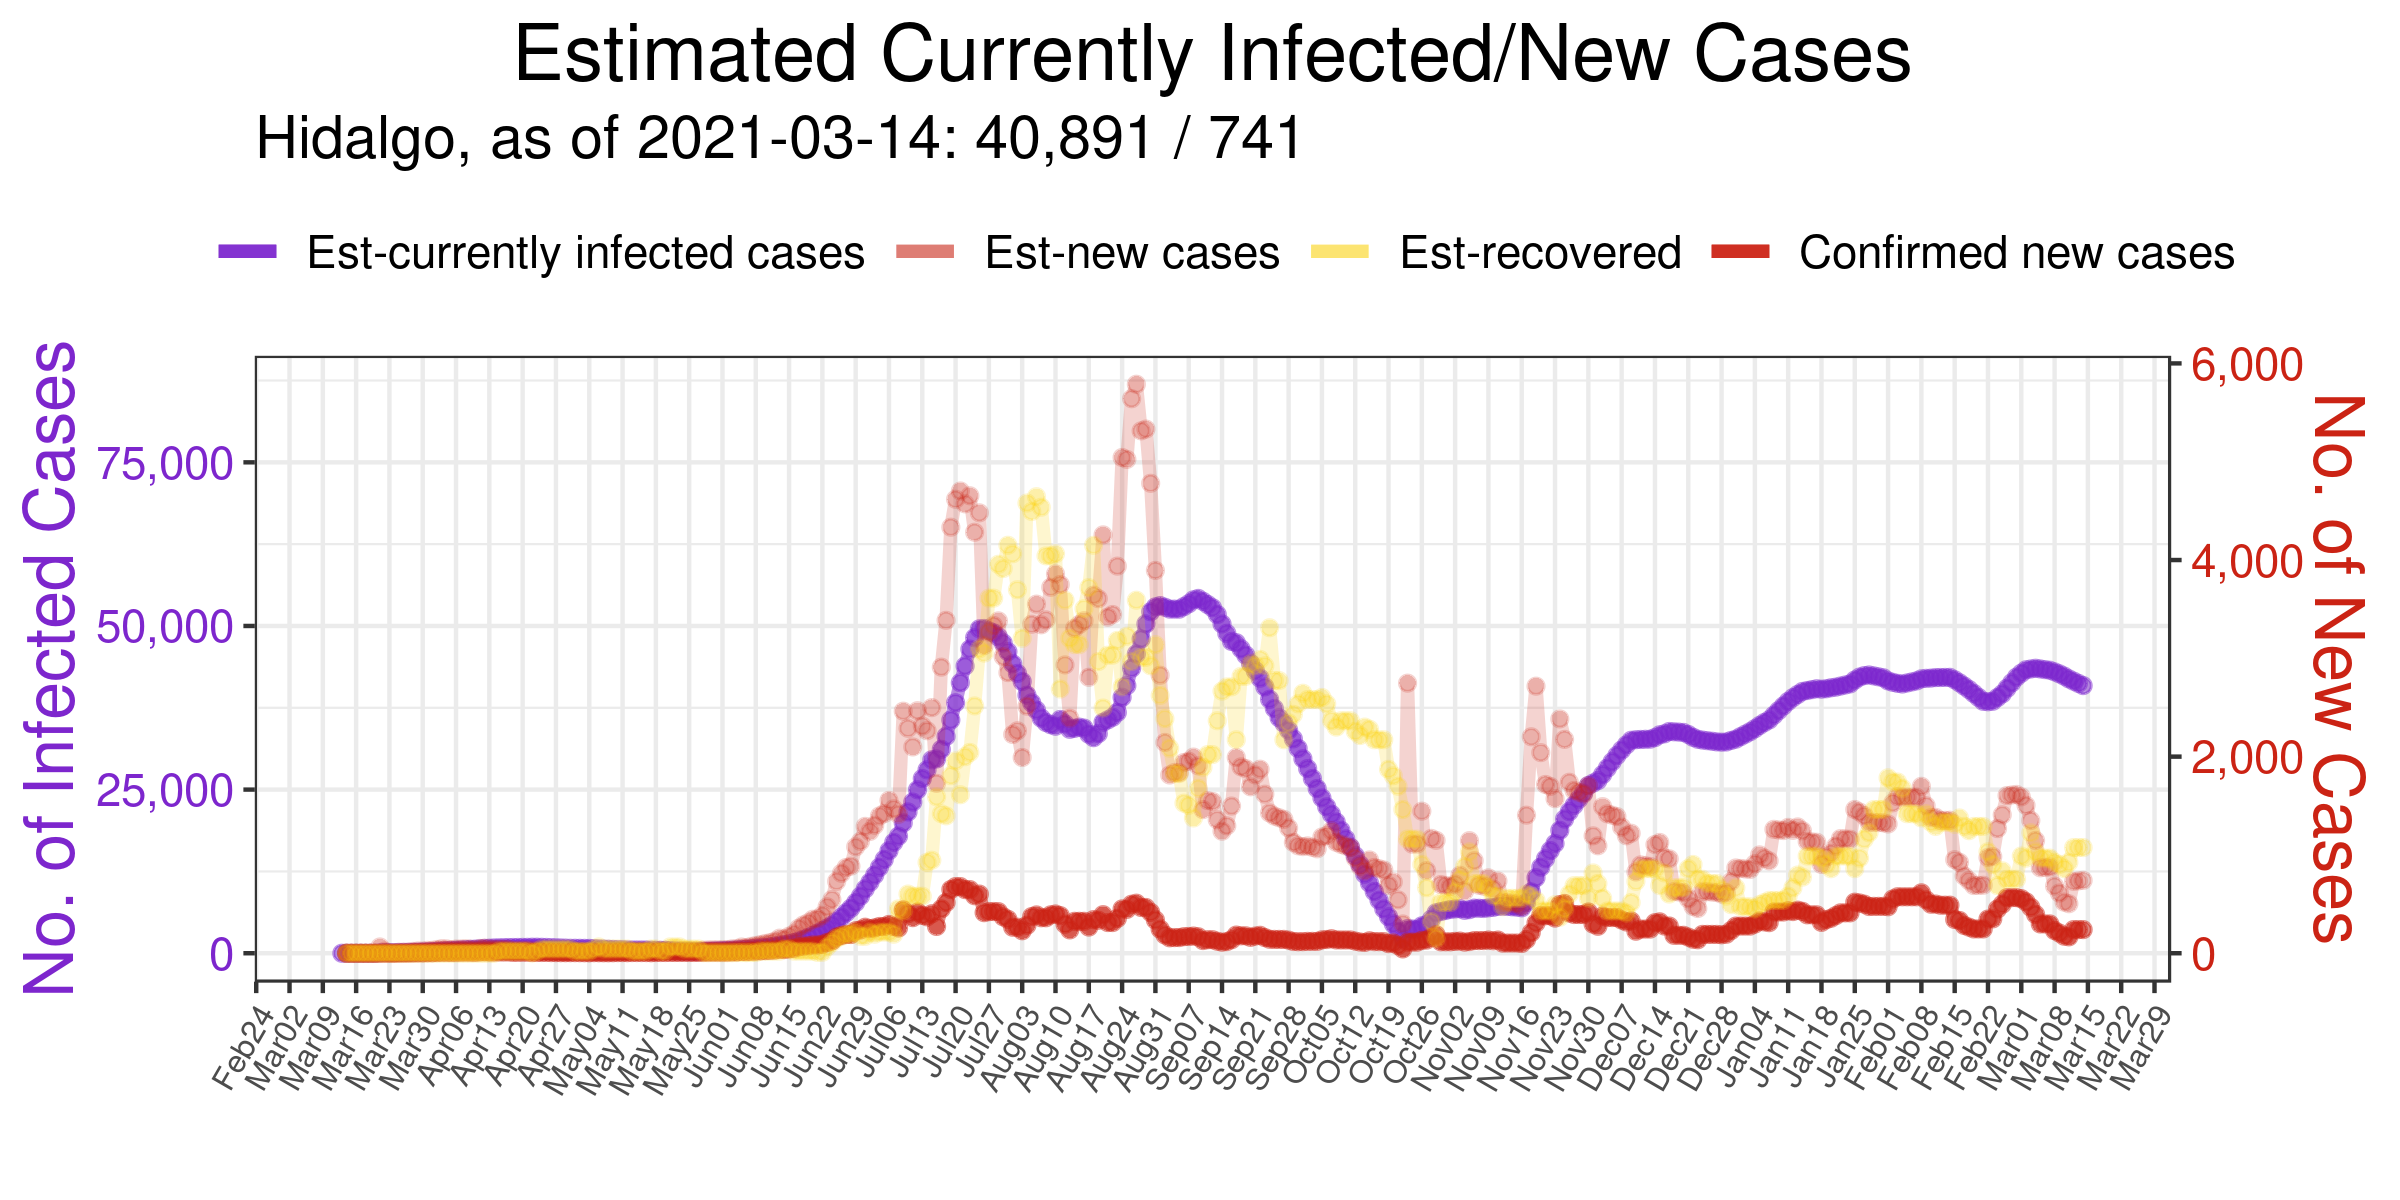 Estimated Currently Infected/New Cases
Hidalgo, as of 2021-03-14: 40,891 / 741
Est-currently infected cases
Est-new cases
Est-recovered
Confirmed new cases
No. of Infected Cases
75,000
50,000
25,000
0
6,000
4,000
2,000
0
No. of New Cases
Feb24
Mar02
Mar09
Mar16
Mar23
Mar30
Apr06
Apr13
Apr20
Apr27
May04
May11
May18
May25
Jun01
Jun08
Jun15
Jun22
Jun29
Jul06
Jul13
Jul20
Jul27
Aug03
Aug10
Aug17
Aug24
Aug31
Sep07
Sep14
Sep21
Sep28
Oct05
Oct12
Oct19
Oct26
Nov02
Nov09
Nov16
Nov23
Nov30
Dec07
Dec14
Dec21
Dec28
Jan04
Jan11
Jan18
Jan25
Feb01
Feb08
Feb15
Feb22
Mar01
Mar08
Mar15
Mar22
Mar29